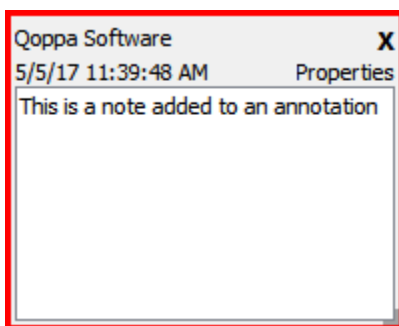 Qoppa Software X
5/5/17 11:39:48 AM Properties
This is a note added to an annotation